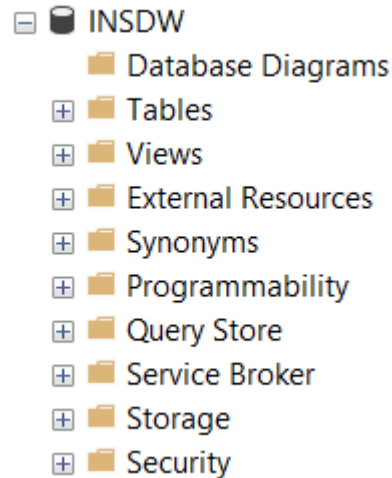 INSDW
Database Diagrams
Tables
Views
External Resources
Synonyms
Programmability
Query Store
Service Broker
Storage
Security